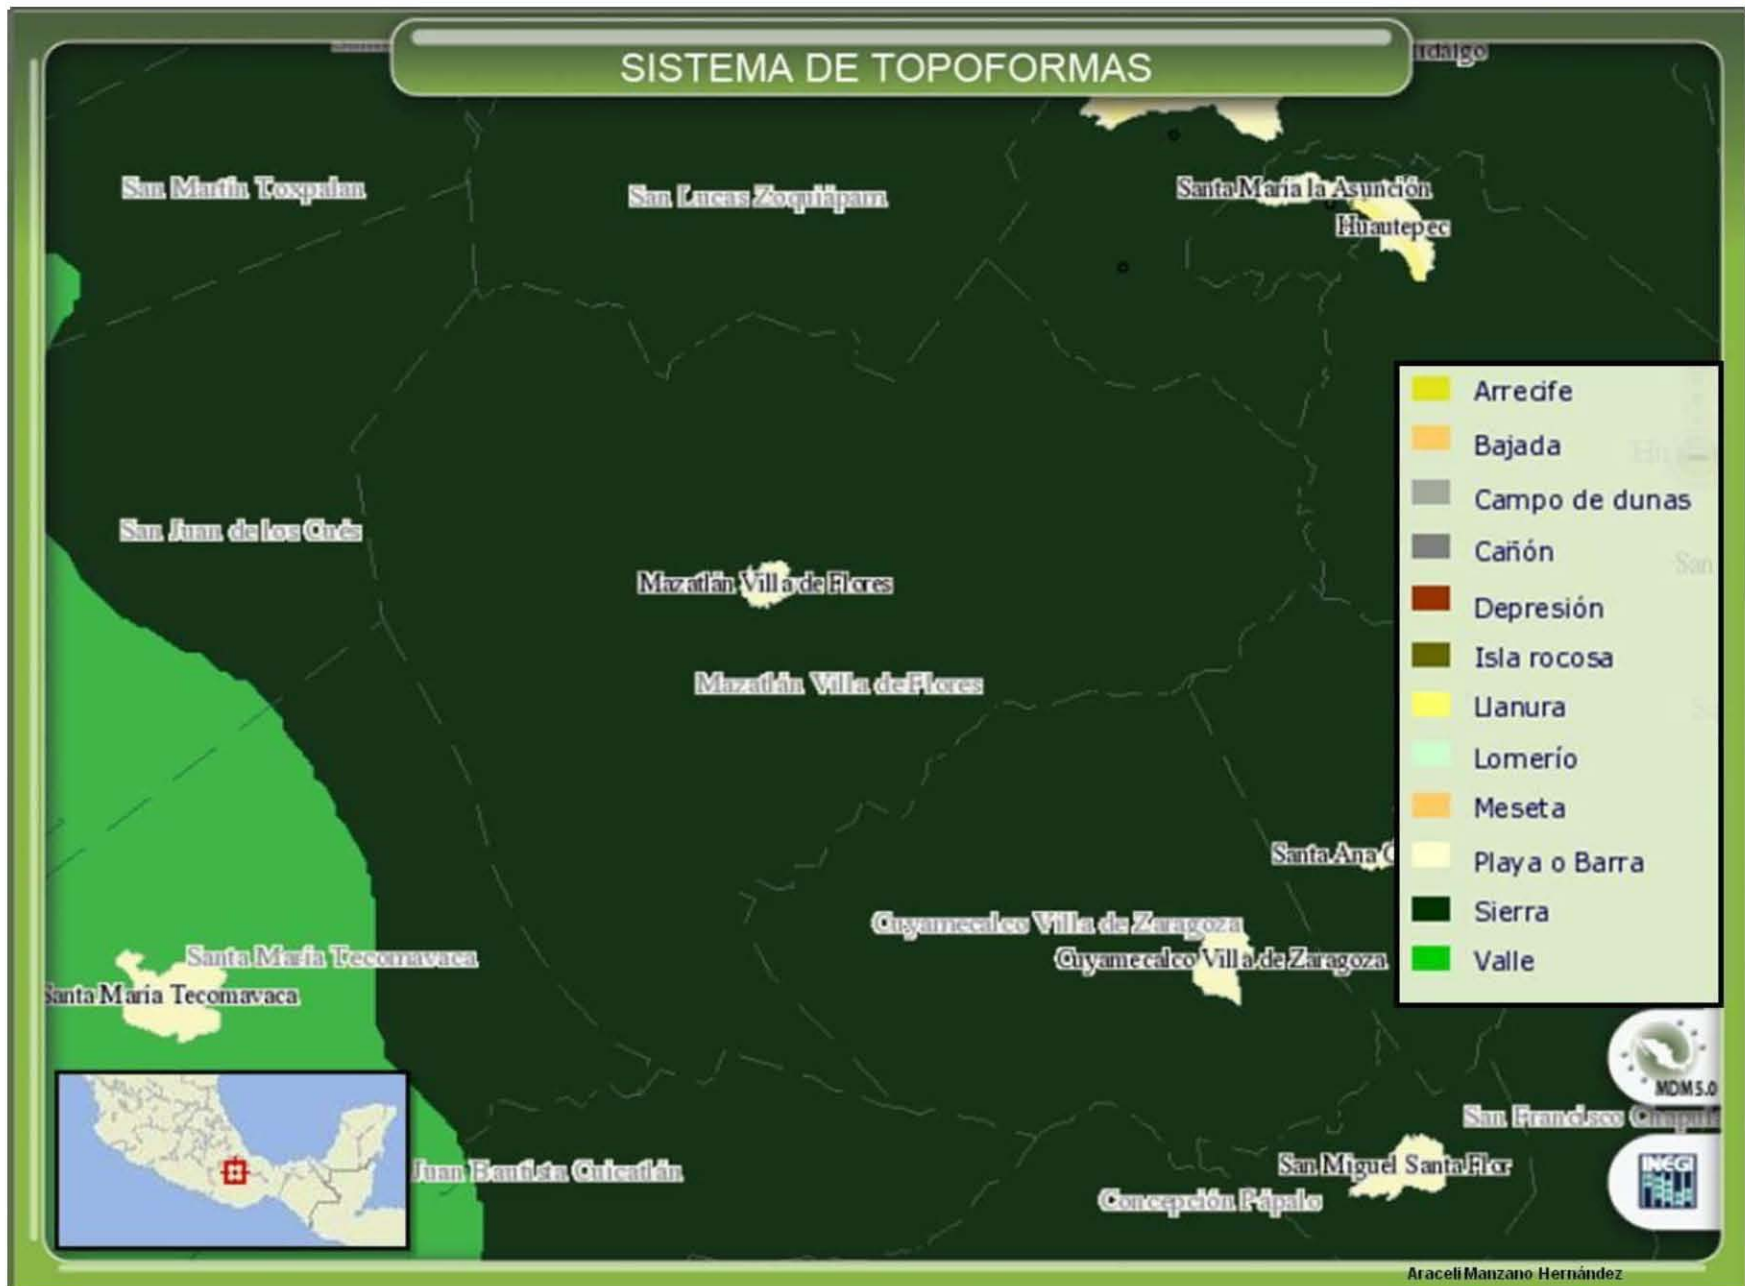 SISTEMA DE TOPOFORMAS
San Martín Toxpalan
San Lucas Zoquiápam
Santa María la Asunción
Huautepec
San Juan de los Cués
Mazatlán Villa de Flores
Mazatlán Villa de Flores
Santa Ana
Cuyamecalco Villa de Zaragoza
Cuyamecalco Villa de Zaragoza
Santa María Tecomavaca
Santa María Tecomavaca
Juan Bautista Cuicatlán
San Miguel Santa Flor
Concepción Pápalo
San Francisco
Arrecife
Bajada
Campo de dunas
Cañón
Depresión
Isla rocosa
Llanura
Lomerío
Meseta
Playa o Barra
Sierra
Valle
San
MDM 5.0
INEGI
Araceli Manzano Hernández